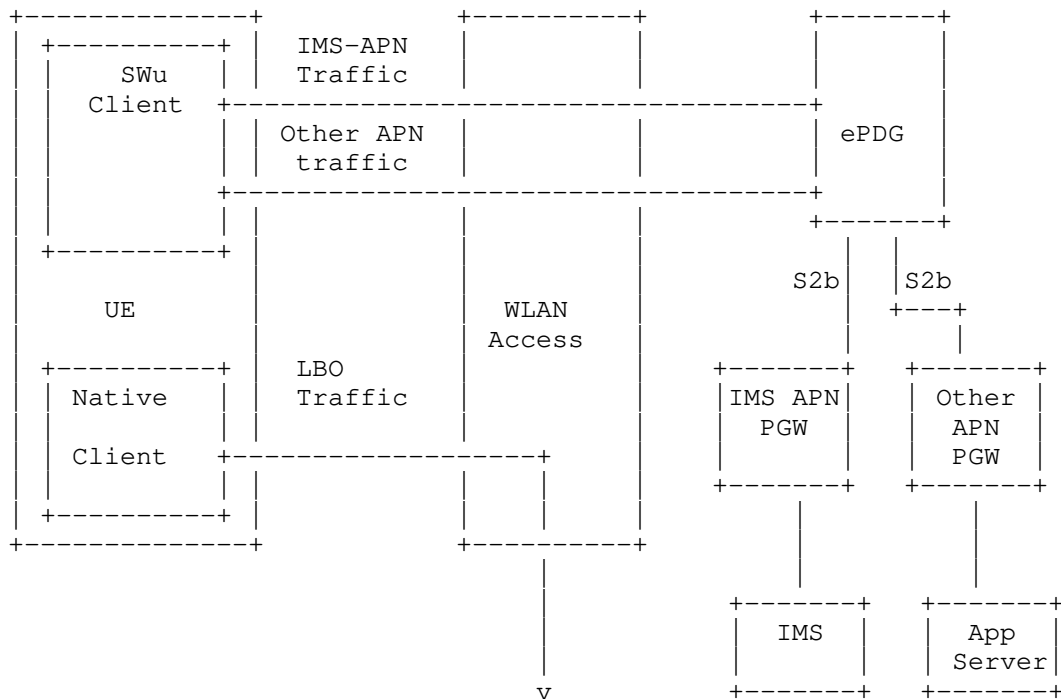 IMS-APN
SWu Traffic
Client
Other APN ePDG
traffic
S2b S2b
UE WLAN
Access
LBO
Native Traffic IMS APN Other
PGW APN
Client PGW
IMS App
Server
v